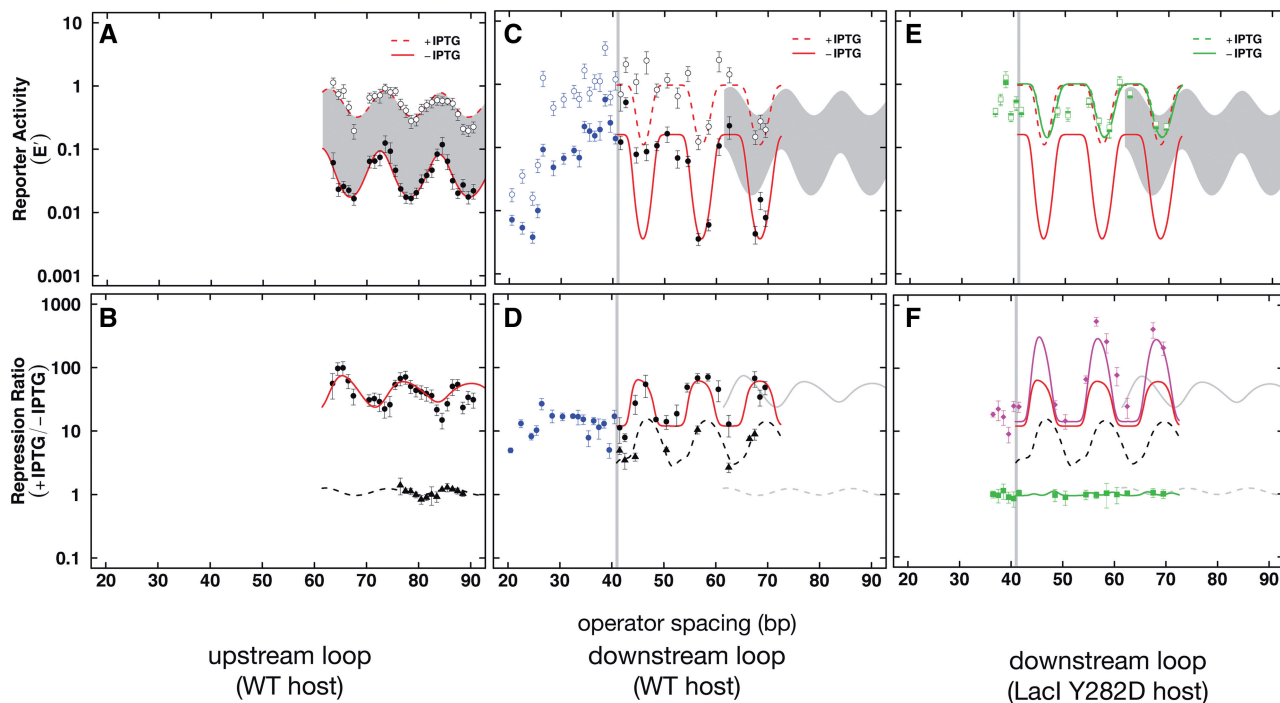 A
+IPTG
−IPTG
C
+IPTG
−IPTG
E
+IPTG
−IPTG
Reporter Activity
(E′)
10
1
0.1
0.01
0.001
B
D
F
Repression Ratio
(+IPTG/−IPTG)
1000
100
10
1
0.1
20 30 40 50 60 70 80 90
20 30 40 50 60 70 80 90
20 30 40 50 60 70 80 90
operator spacing (bp)
upstream loop
(WT host)
downstream loop
(WT host)
downstream loop
(LacI Y282D host)